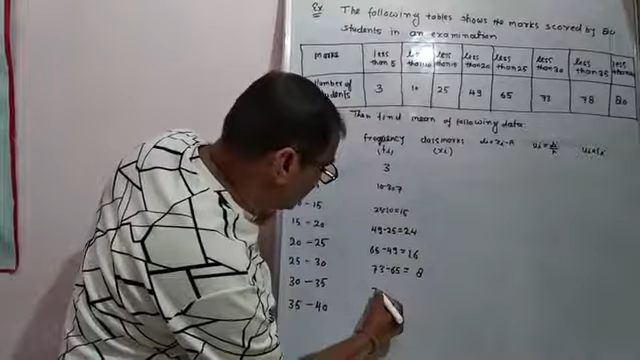 Ex The following tables shows the marks scored by 80
students in an examination
Marks less than 5 less than 10 less than 15 less than 20 less than 25 less than 30 less than 35 less than
Number of students 3 10 25 49 65 73 78 80
Then find mean of following data
frequency (fi) classmarks (xi) di=xi-A ui=di/h
3
10-3=7
-15 25-10=15
15-20 49-25=24
20-25 65-49=16
25-30 73-65=8
30-35
35-40